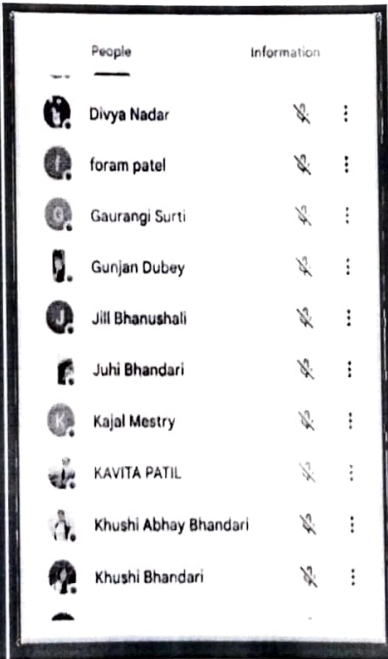 People Information
Divya Nadar
f foram patel
G Gaurangi Surti
Gunjan Dubey
J Jill Bhanushali
Juhi Bhandari
K Kajal Mestry
KAVITA PATIL
Khushi Abhay Bhandari
Khushi Bhandari